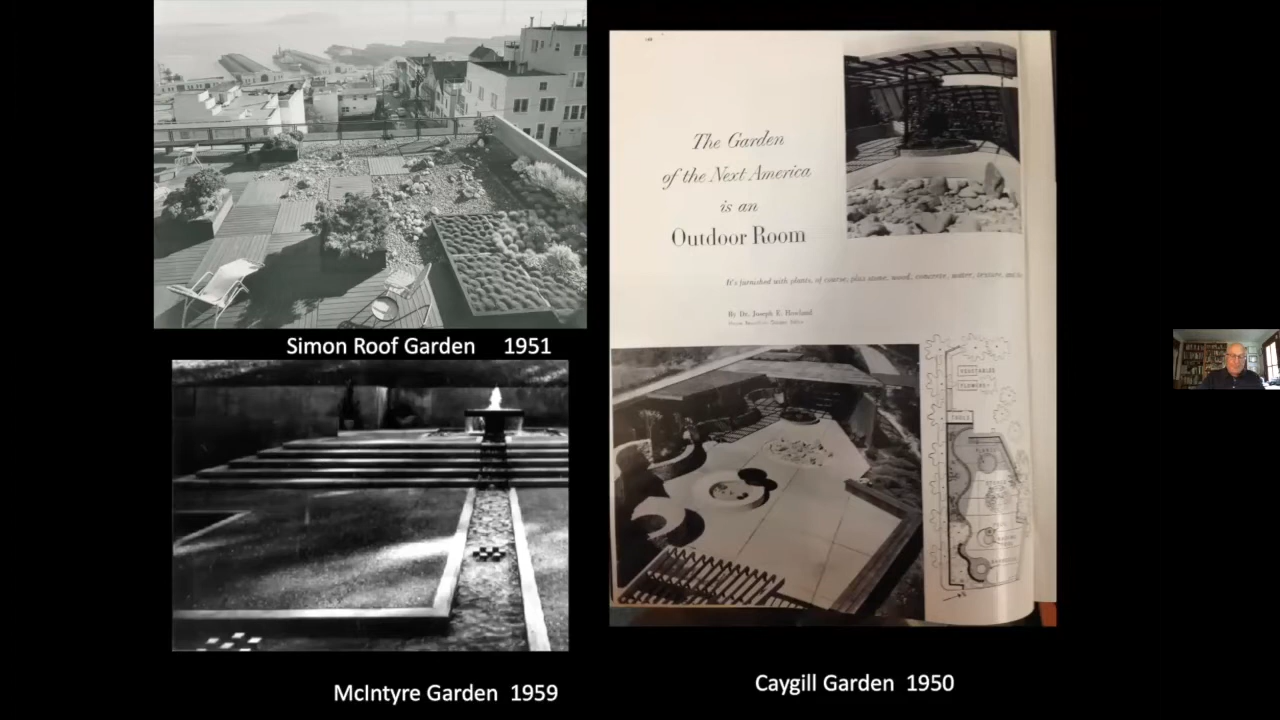 Simon Roof Garden 1951
McIntyre Garden 1959
The Garden
of the Next America
is an
Outdoor Room
It's furnished with plants, of course, plus stone, wood, concrete, water, texture, and
By Dr. Joseph E. Howland
VEGETABLES
FLOWERS
TOOLS
Caygill Garden 1950